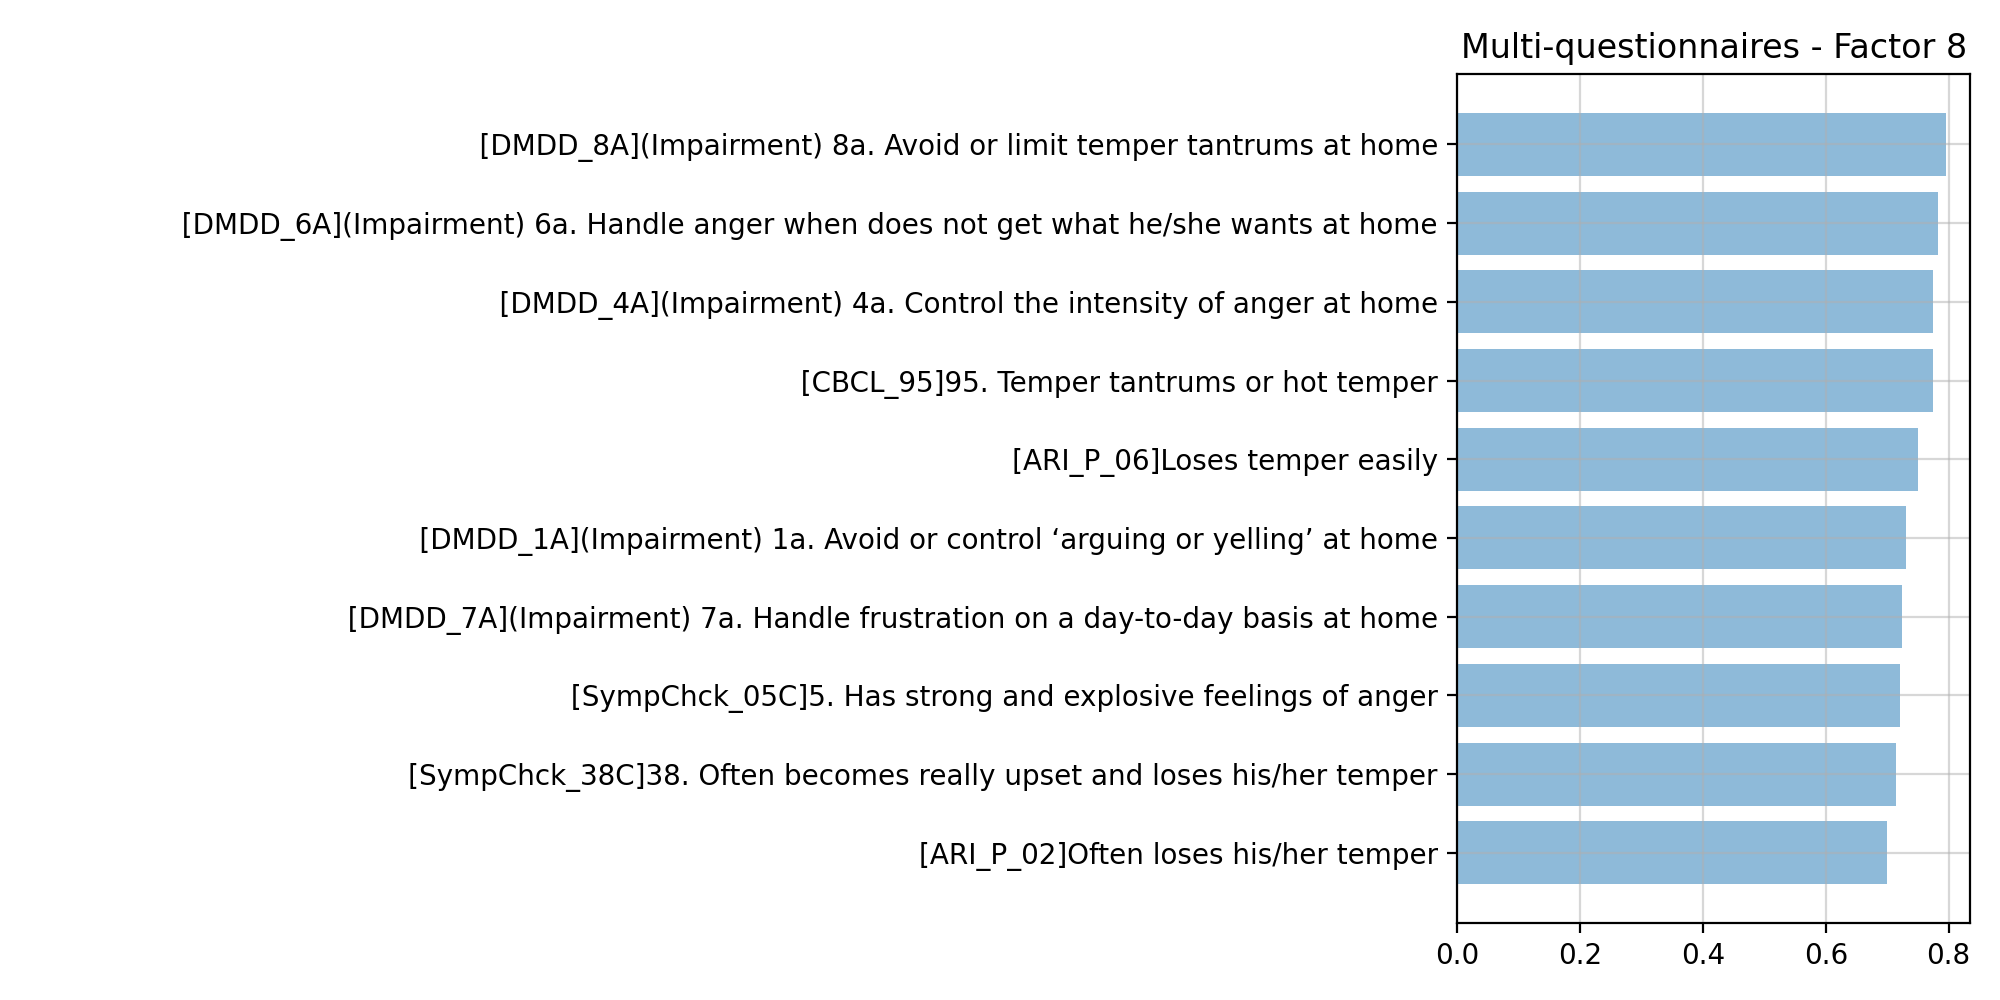 Multi-questionnaires - Factor 8
[DMDD_8A](Impairment) 8a. Avoid or limit temper tantrums at home
[DMDD_6A](Impairment) 6a. Handle anger when does not get what he/she wants at home
[DMDD_4A](Impairment) 4a. Control the intensity of anger at home
[CBCL_95]95. Temper tantrums or hot temper
[ARI_P_06]Loses temper easily
[DMDD_1A](Impairment) 1a. Avoid or control ‘arguing or yelling’ at home
[DMDD_7A](Impairment) 7a. Handle frustration on a day-to-day basis at home
[SympChck_05C]5. Has strong and explosive feelings of anger
[SympChck_38C]38. Often becomes really upset and loses his/her temper
[ARI_P_02]Often loses his/her temper
0.0 0.2 0.4 0.6 0.8